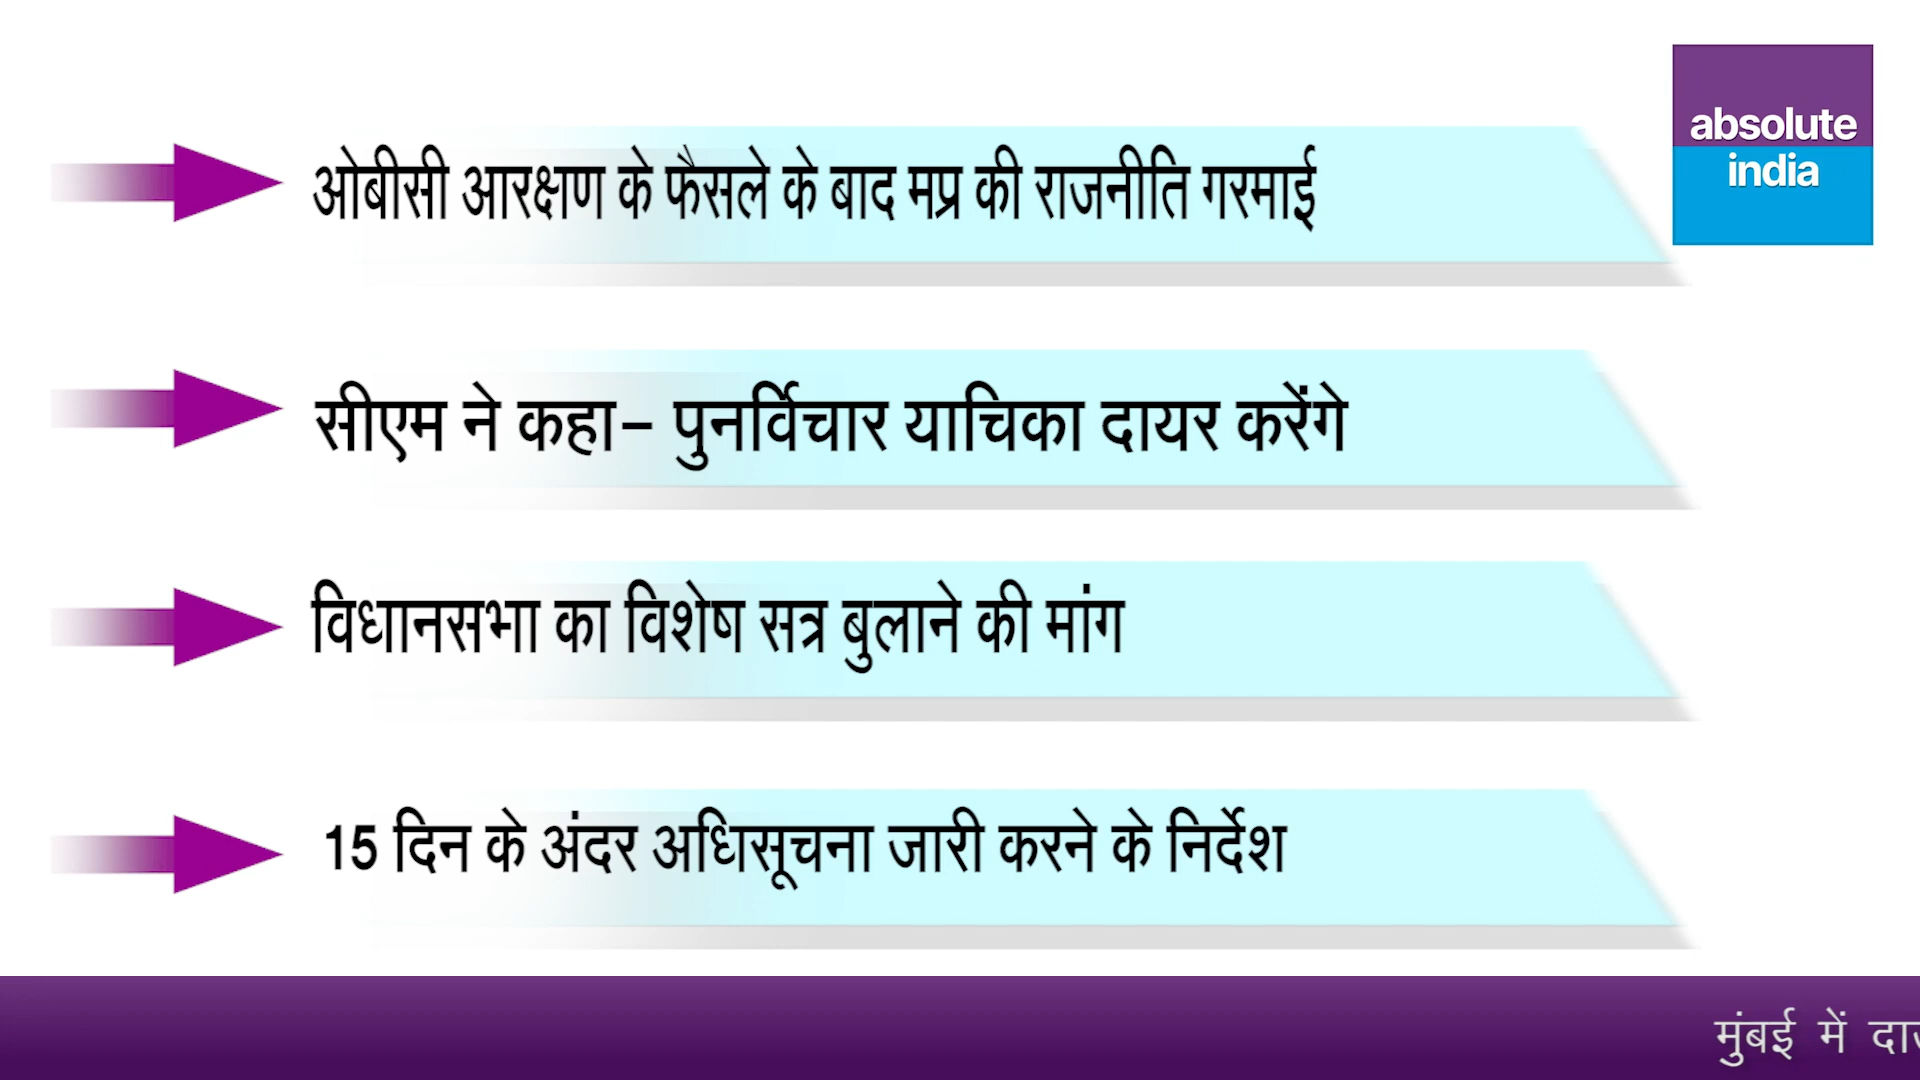 absolute
india
ओबीसी आरक्षण के फैसले के बाद मप्र की राजनीति गरमाई
सीएम ने कहा- पुनर्विचार याचिका दायर करेंगे
विधानसभा का विशेष सत्र बुलाने की मांग
15 दिन के अंदर अधिसूचना जारी करने के निर्देश
मुंबई में